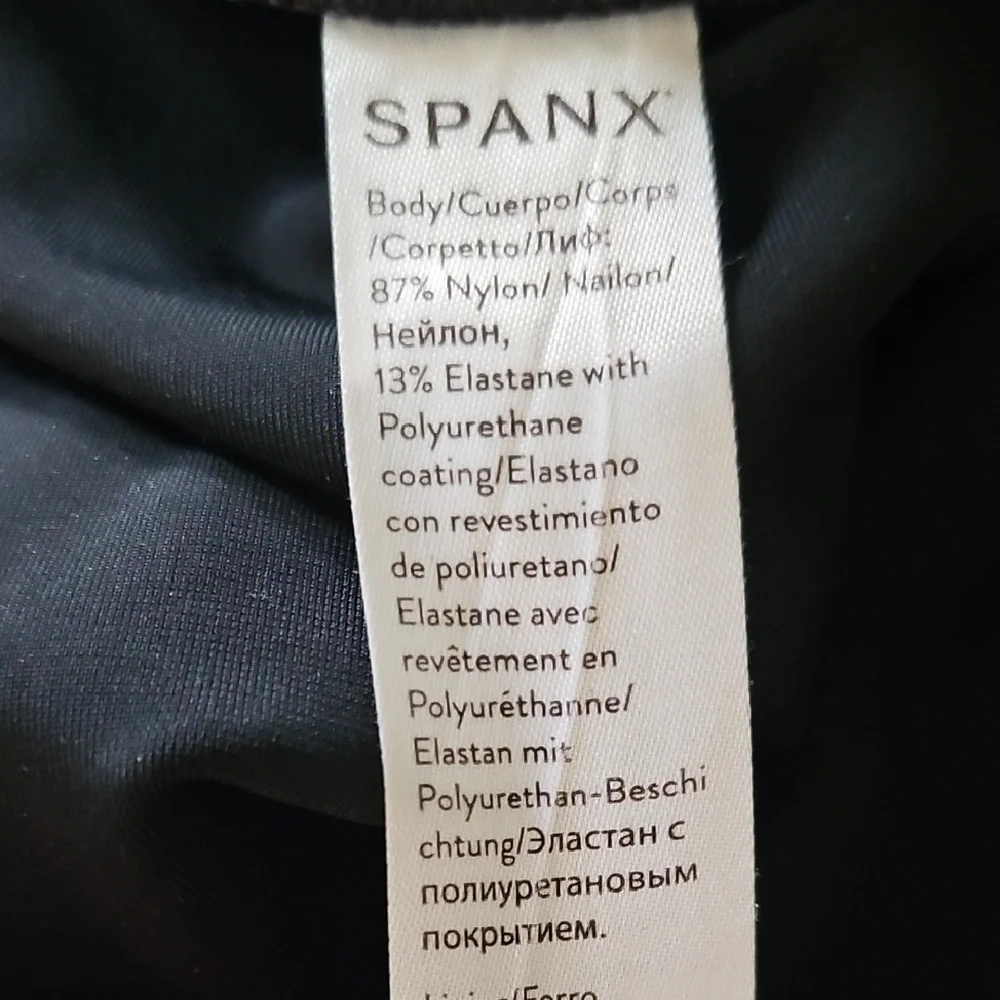 SPANX
Body/Cuerpo/Corps
/Corpetto/Лиф:
87% Nylon/ Nailon/
Нейлон,
13% Elastane with
Polyurethane
coating/Elastano
con revestimiento
de poliuretano/
Elastane avec
revêtement en
Polyuréthanne/
Elastan mit
Polyurethan-Beschi
chtung/Эластан с
полиуретановым
покрытием.